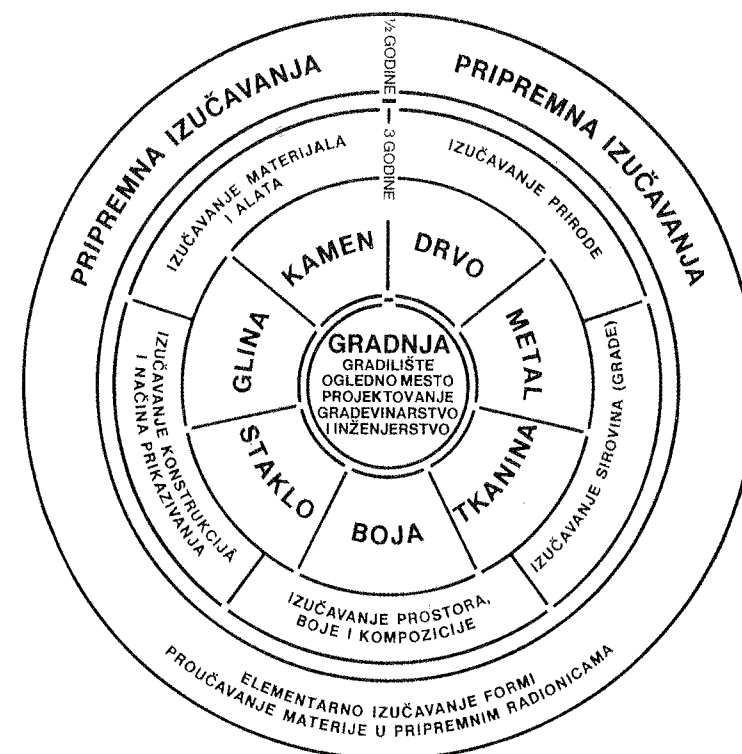 PRIPREMNA IZUČAVANJA
½ GODINE
PRIPREMNA IZUČAVANJA
3 GODINE
IZUČAVANJE MATERIJALA
I ALATA
IZUČAVANJE PRIRODE
KAMEN
DRVO
GLINA
METAL
GRADNJA
GRADILIŠTE
OGLEDNO MESTO
PROJEKTOVANJE
GRAĐEVINARSTVO
I INŽENJERSTVO
IZUČAVANJE KONSTRUKCIJÂ
I NAČINA PRIKAZIVANJA
IZUČAVANJE SIROVINA (GRAĐE)
STAKLO
TKANINA
BOJA
IZUČAVANJE PROSTORA,
BOJE I KOMPOZICIJE
ELEMENTARNO IZUČAVANJE FORMI
PROUČAVANJE MATERIJE U PRIPREMNIM RADIONICAMA